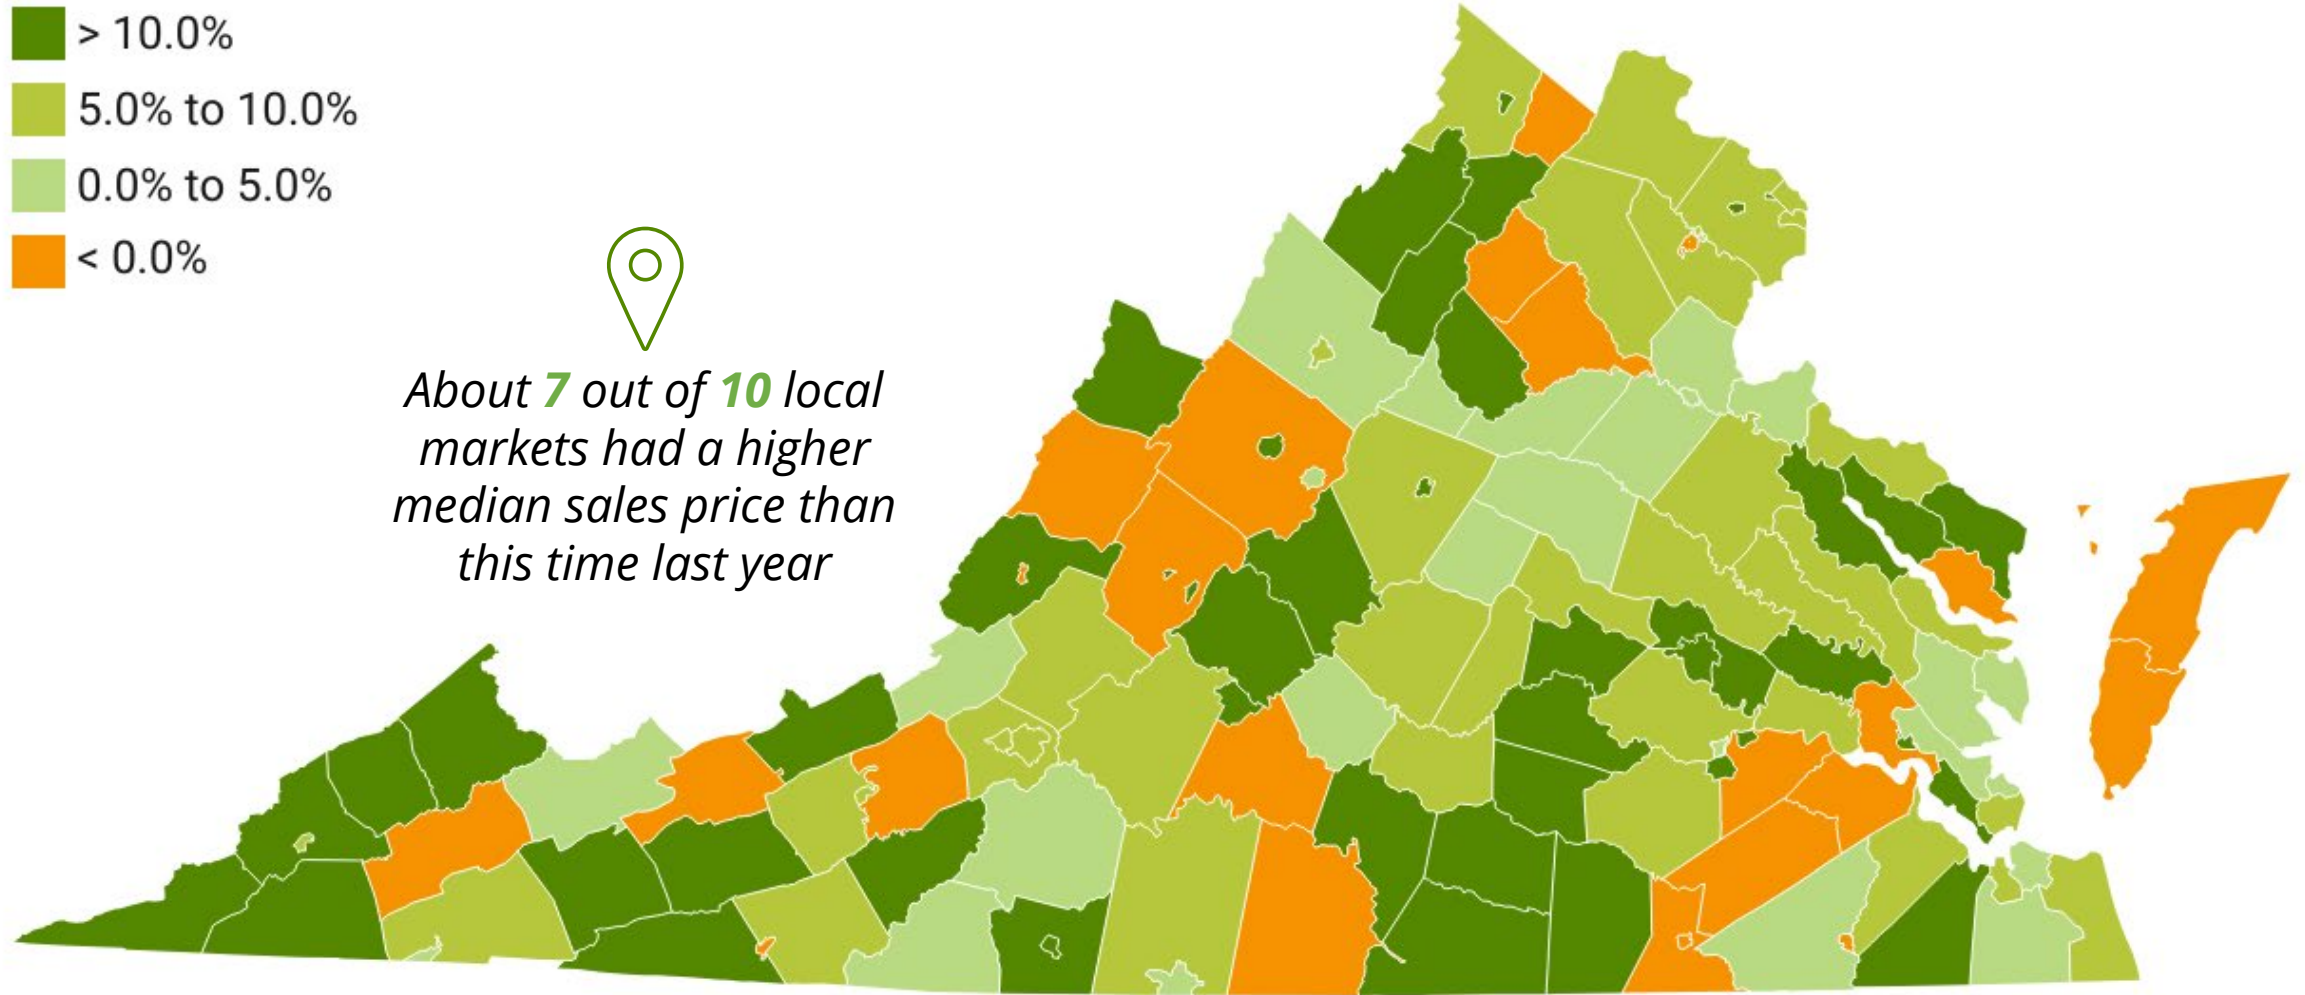 > 10.0%
5.0% to 10.0%
0.0% to 5.0%
< 0.0%
About 7 out of 10 local
markets had a higher
median sales price than
this time last year